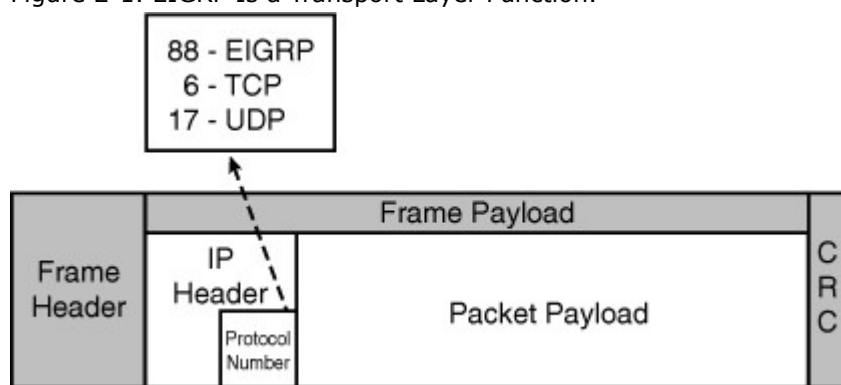 Figure 2-1. EIGRP Is a Transport Layer Function.
88 - EIGRP
6 - TCP
17 - UDP
Frame Payload
Frame
Header
IP
Header
Protocol
Number
Packet Payload
C
R
C